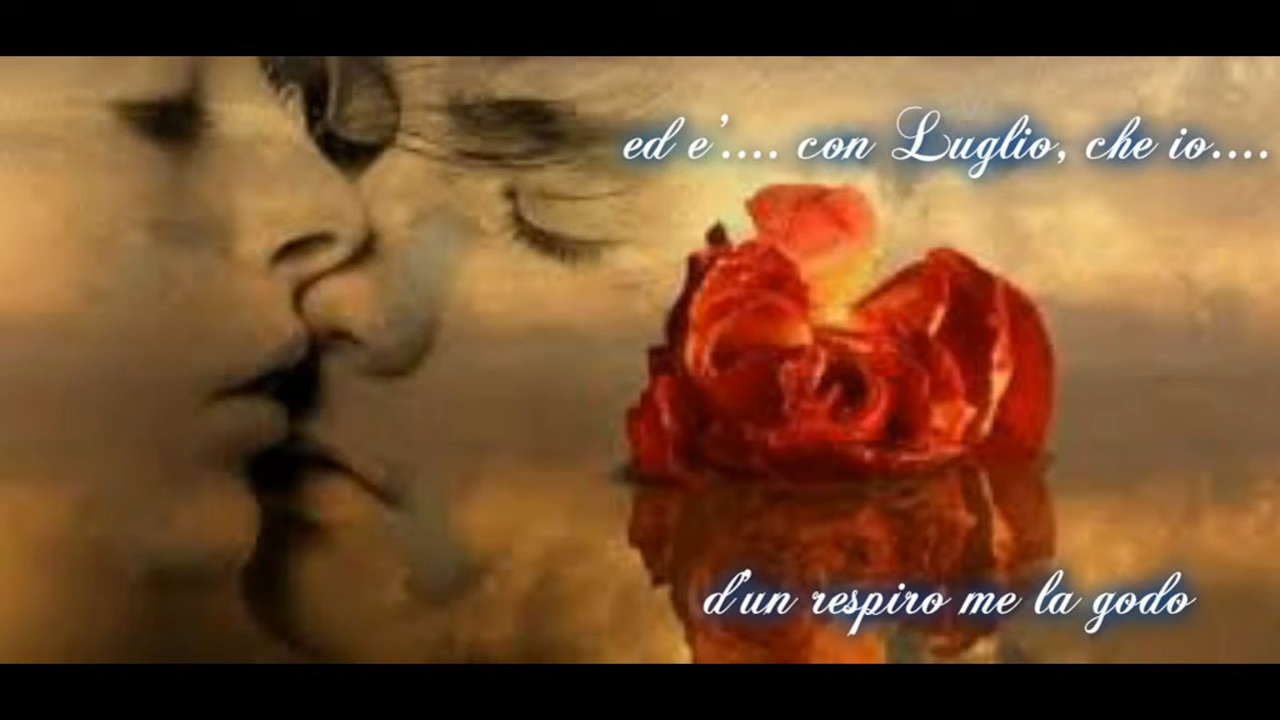 ed e'.... con Luglio, che io....
d'un respiro me la godo